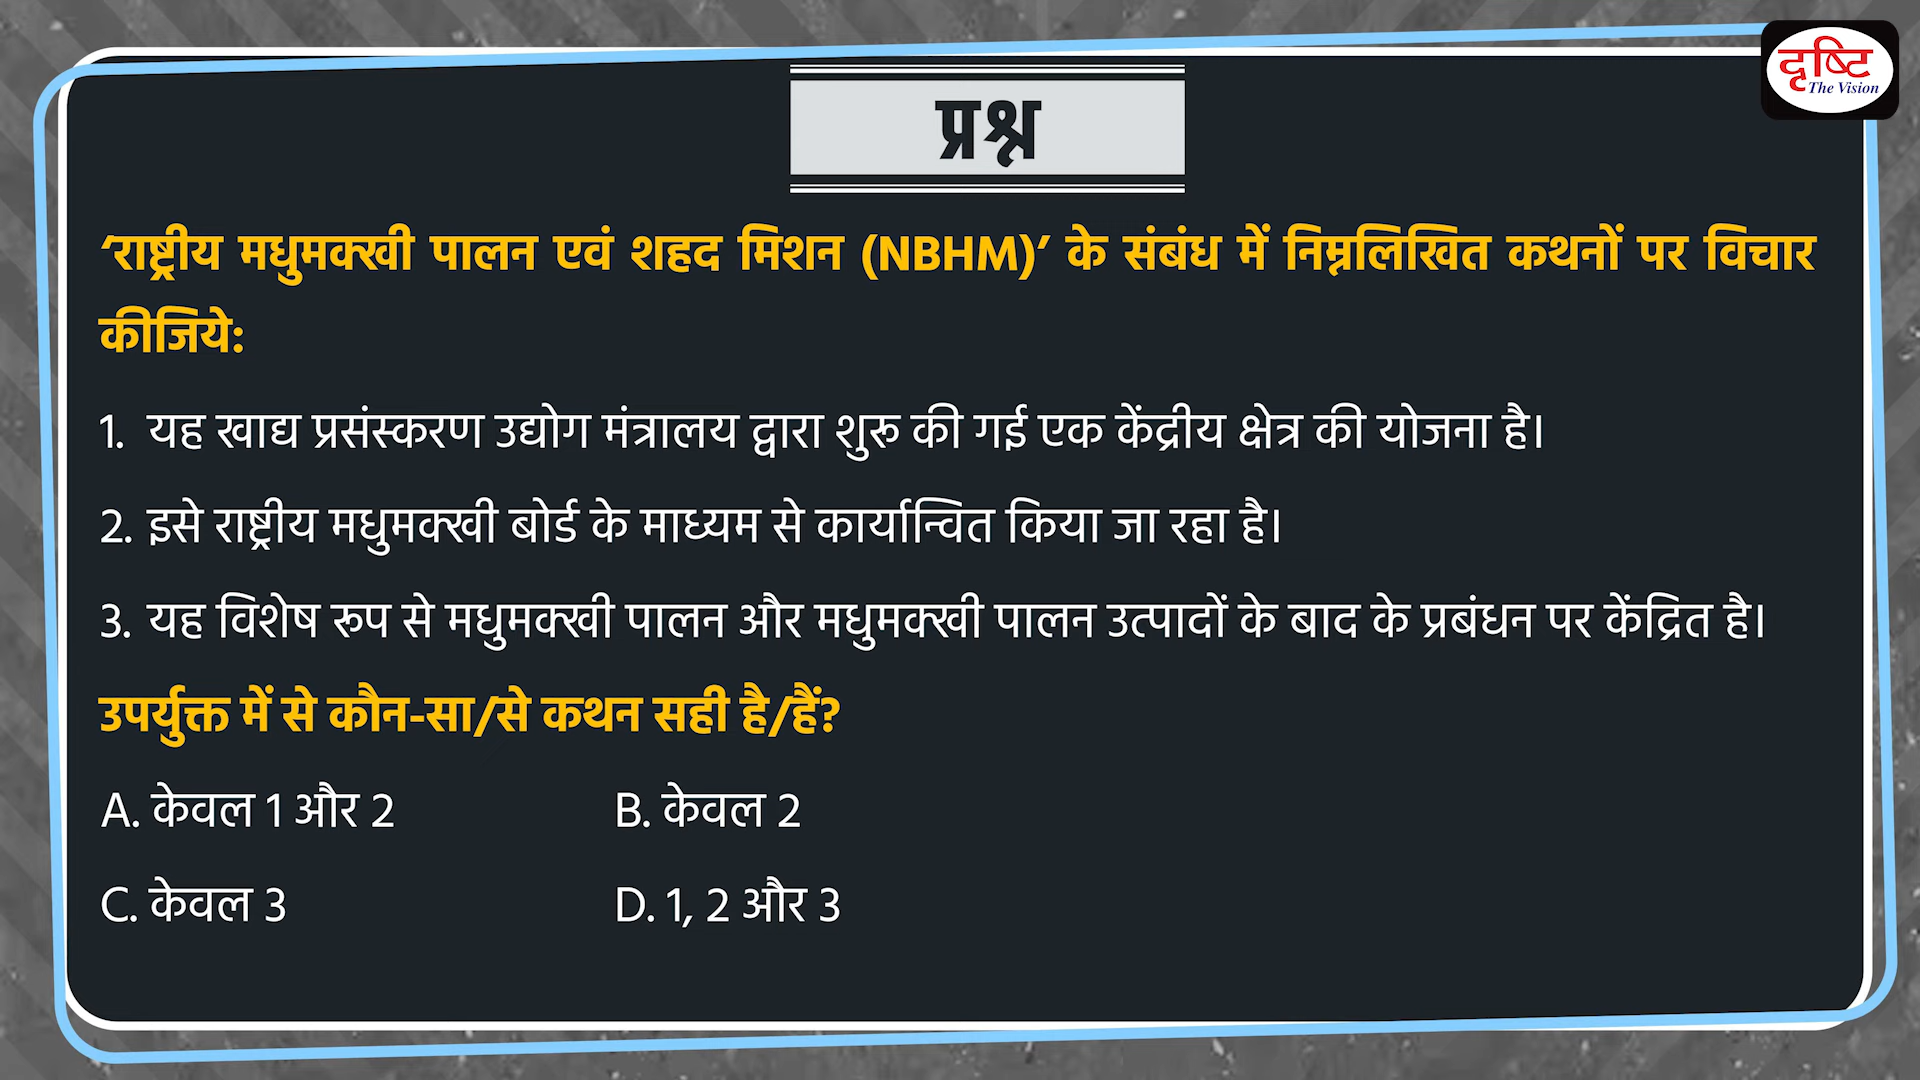 दृष्टि
The Vision
प्रश्न
‘राष्ट्रीय मधुमक्खी पालन एवं शहद मिशन (NBHM)’ के संबंध में निम्नलिखित कथनों पर विचार
कीजिये:
1. यह खाद्य प्रसंस्करण उद्योग मंत्रालय द्वारा शुरू की गई एक केंद्रीय क्षेत्र की योजना है।
2. इसे राष्ट्रीय मधुमक्खी बोर्ड के माध्यम से कार्यान्वित किया जा रहा है।
3. यह विशेष रूप से मधुमक्खी पालन और मधुमक्खी पालन उत्पादों के बाद के प्रबंधन पर केंद्रित है।
उपर्युक्त में से कौन-सा/से कथन सही है/हैं?
A. केवल 1 और 2 B. केवल 2
C. केवल 3 D. 1, 2 और 3